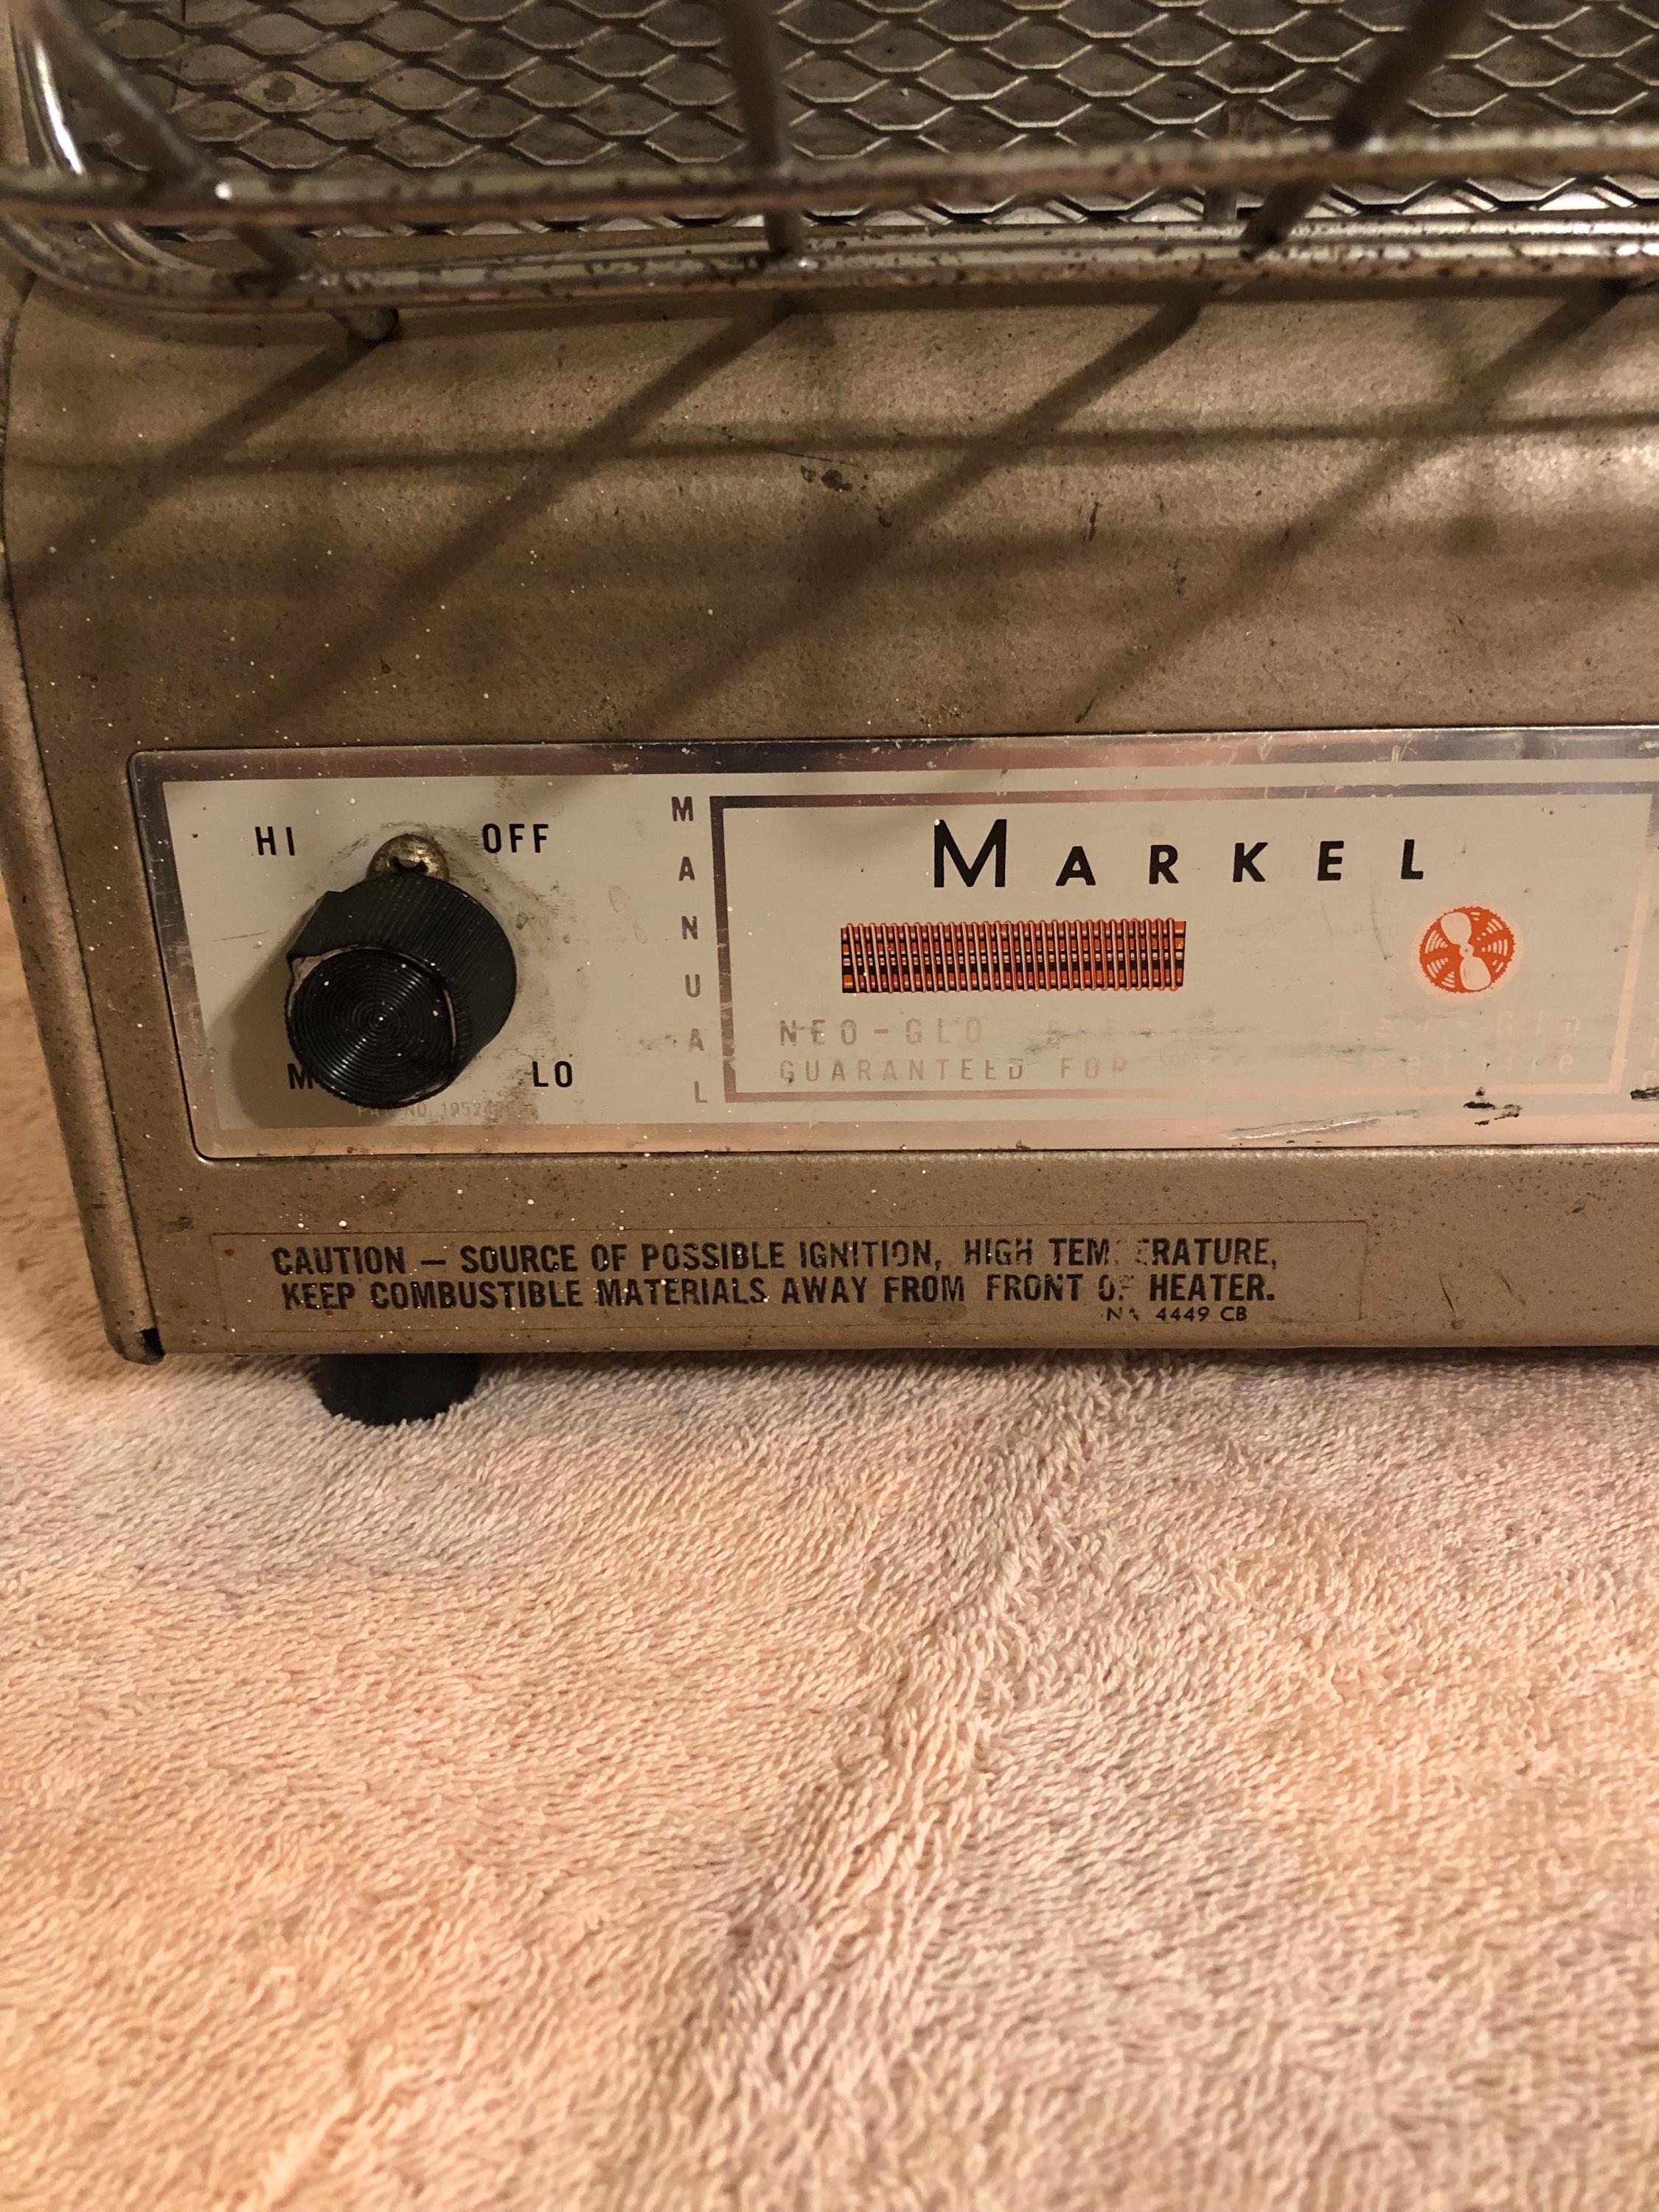 HI
OFF
LO
MANUAL
MARKEL
NEO-GLO
GUARANTEED FOR
CAUTION — SOURCE OF POSSIBLE IGNITION, HIGH TEMPERATURE,
KEEP COMBUSTIBLE MATERIALS AWAY FROM FRONT OF HEATER.
4449 CB